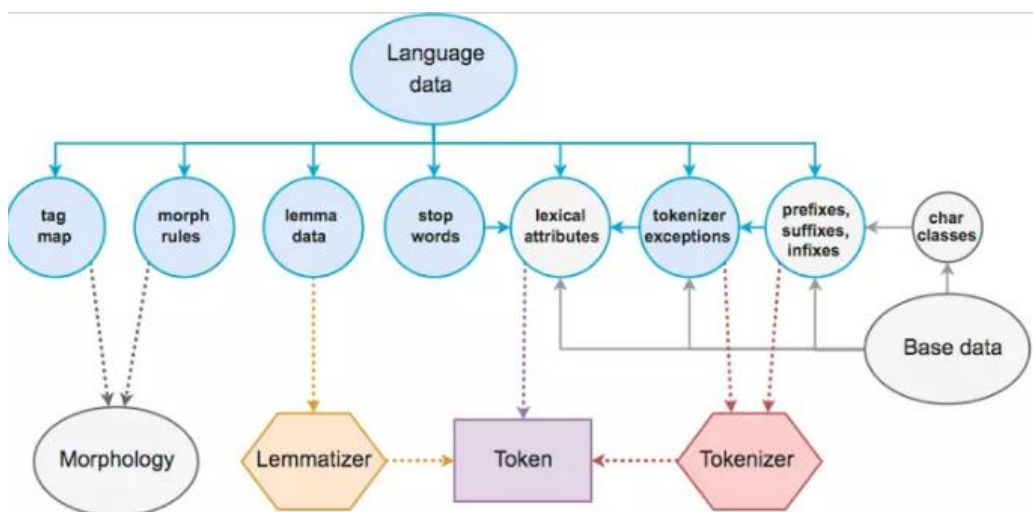 Language
data
tag
map
morph
rules
lemma
data
stop
words
lexical
attributes
tokenizer
exceptions
prefixes,
suffixes,
infixes
char
classes
Base data
Morphology
Lemmatizer
Token
Tokenizer